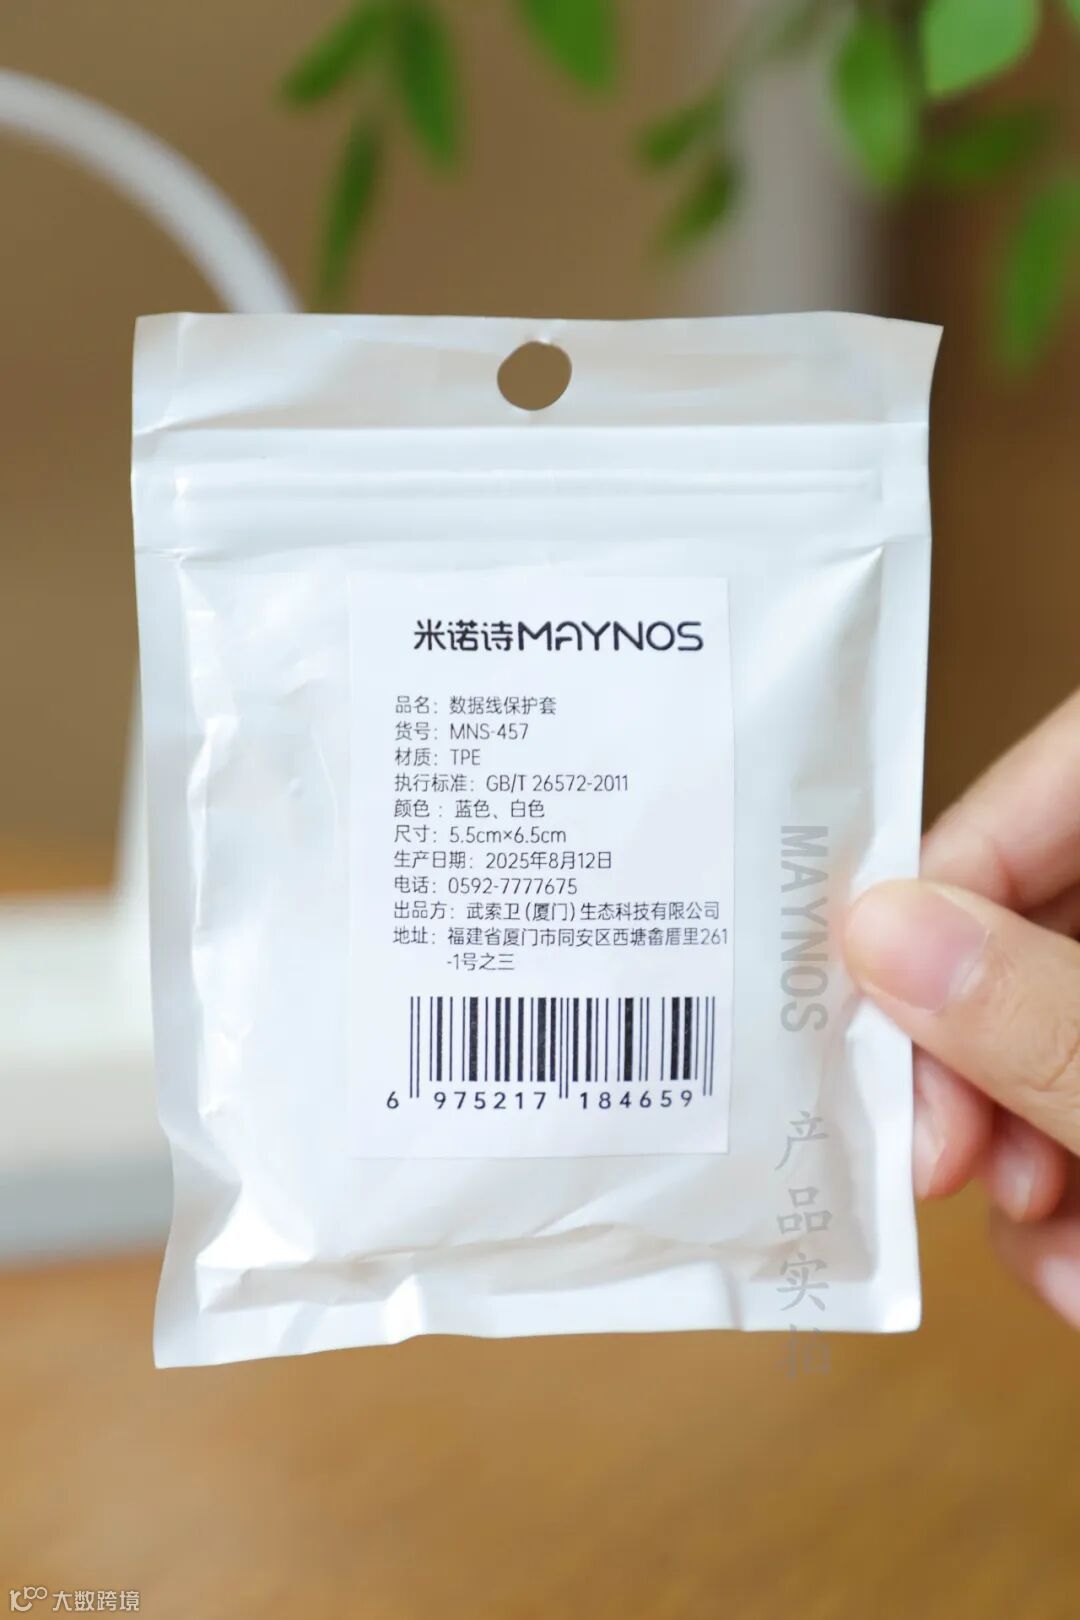 米诺诗MAYNOS
品名：数据线保护套
货号：MNS-457
材质：TPE
执行标准：GB/T 26572-2011
颜色：蓝色、白色
尺寸：5.5cm×6.5cm
生产日期：2025年8月12日
电话：0592-7777675
出品方：武索卫(厦门)生态科技有限公司
地址：福建省厦门市同安区西塘畲厝里261
-1号之三
6 975217 184659
MAYNOS 产品实拍
大数跨境